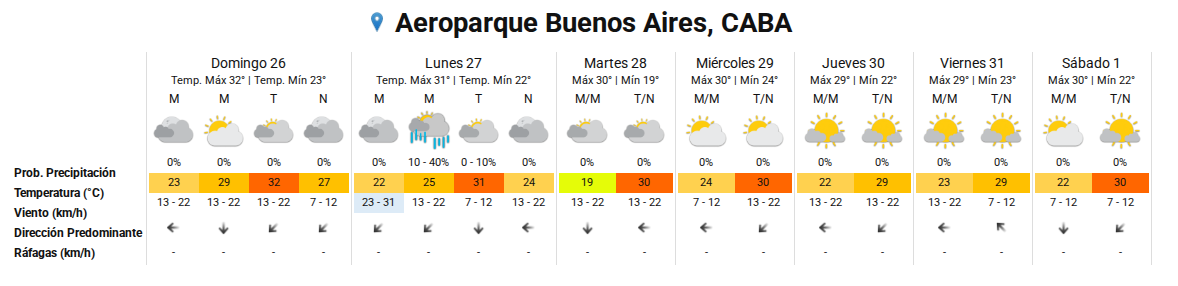 Aeroparque Buenos Aires, CABA
Domingo 26 Lunes 27 Martes 28 Miércoles 29 Jueves 30 Viernes 31 Sábado 1
Temp. Máx 32° | Temp. Mín 23° Temp. Máx 31° | Temp. Mín 22° Máx 30° | Mín 19° Máx 30° | Mín 24° Máx 29° | Mín 22° Máx 29° | Mín 23° Máx 30° | Mín 22°
M M T N M M T N M/M T/N M/M T/N M/M T/N M/M T/N M/M T/N
0% 0% 0% 0% 0% 10 - 40% 0 - 10% 0% 0% 0% 0% 0% 0% 0% 0% 0% 0% 0%
Prob. Precipitación
23 29 32 27 22 25 31 24 19 30 24 30 22 29 23 29 22 30
Temperatura (°C)
13 - 22 13 - 22 13 - 22 7 - 12 23 - 31 13 - 22 7 - 12 13 - 22 13 - 22 13 - 22 7 - 12 13 - 22 13 - 22 13 - 22 13 - 22 7 - 12 7 - 12 7 - 12
Viento (km/h)
Dirección Predominante
Ráfagas (km/h) - - - - - - - - - - - - - - - - - -